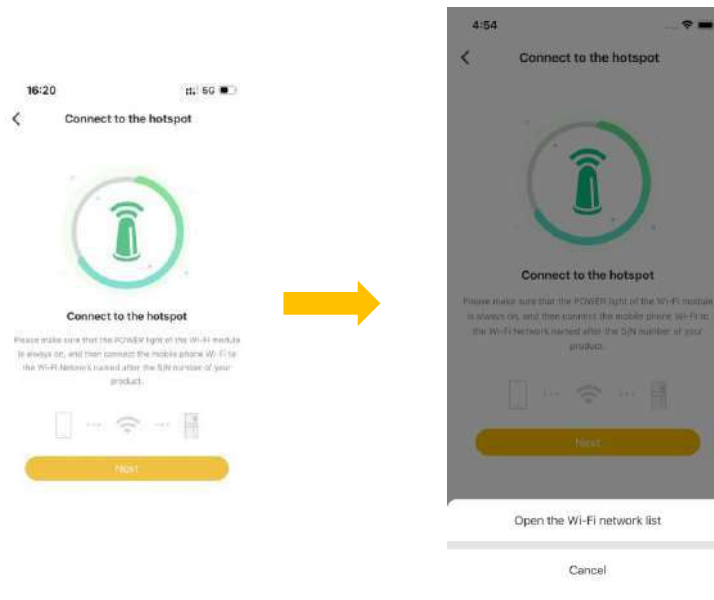 16:20
5G
Connect to the hotspot
Connect to the hotspot
Please make sure that the POWER light of the Wi-Fi module
is always on, and then connect the mobile phone Wi-Fi to
the Wi-Fi Network named after the S/N number of your
product.
Next
4:54
Connect to the hotspot
Connect to the hotspot
Please make sure that the POWER light of the Wi-Fi module
is always on, and then connect the mobile phone Wi-Fi to
the Wi-Fi Network named after the S/N number of your
product.
Next
Open the Wi-Fi network list
Cancel